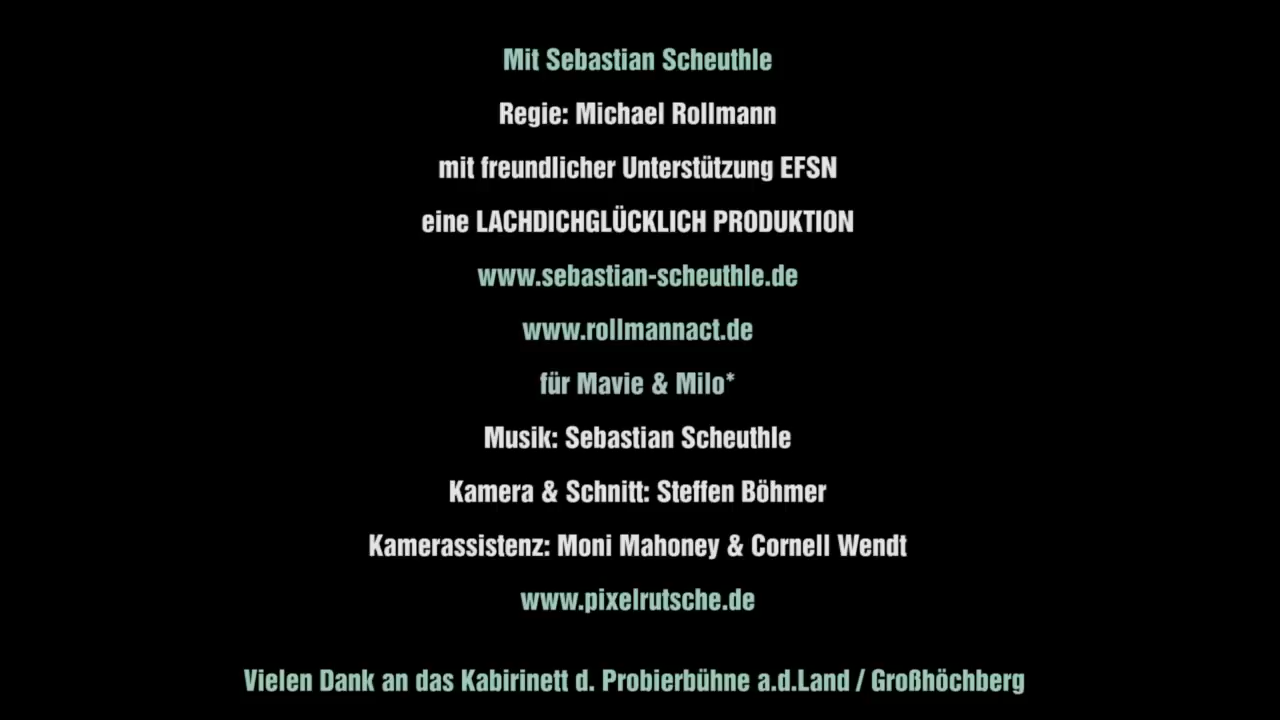 Mit Sebastian Scheuthle
Regie: Michael Rollmann
mit freundlicher Unterstützung EFSN
eine LACHDICHGLÜCKLICH PRODUKTION
www.sebastian-scheuthle.de
www.rollmannact.de
für Mavie & Milo*
Musik: Sebastian Scheuthle
Kamera & Schnitt: Steffen Böhmer
Kamerassistenz: Moni Mahoney & Cornell Wendt
www.pixelrutsche.de
Vielen Dank an das Kabirinett d. Probierbühne a.d.Land / Großhöchberg